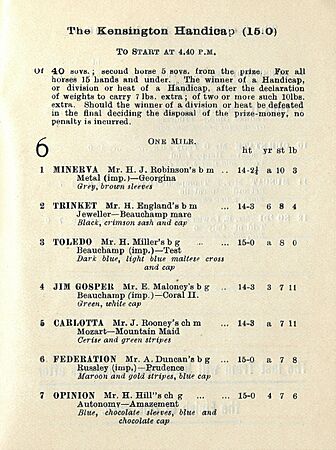 The Kensington Handicap (15.0)
TO START AT 4.40 P.M.
Of 40 sovs.; second horse 5 sovs. from the prize. For all
horses 15 hands and under. The winner of a Handicap,
or division or heat of a Handicap, after the declaration
of weights to carry 7 lbs. extra; of two or more such 10lbs.
extra. Should the winner of a division or heat be defeated
in the final deciding the disposal of the prize-money, no
penalty is incurred.
6 ONE MILE. ht yr st lb
1 MINERVA Mr. H. J. Robinson's b m .. 14-2½ a 10 3
Metal (imp.)—Georgina
Grey, brown sleeves
2 TRINKET Mr. H. England's b m .. 14-3 6 8 4
Jeweller—Beauchamp mare
Black, crimson sash and cap
3 TOLEDO Mr. H. Miller's b g ... ... 15-0 a 8 0
Beauchamp (imp.)—Test
Dark blue, light blue maltese cross
and cap
4 JIM GOSPER Mr. E. Maloney's b g ... 14-3 3 7 11
Beauchamp (imp.)—Coral II.
Green, white cap
5 CARLOTTA Mr. J. Rooney's ch m ... 14-3 a 7 11
Mozart—Mountain Maid
Cerise and green stripes
6 FEDERATION Mr. A. Duncan's b g ... 15-0 a 7 8
Russley (imp.)—Prudence
Maroon and gold stripes, blue cap
7 OPINION Mr. H. Hill's ch g ... ... 15-0 4 7 6
Autonomy—Amazement
Blue, chocolate sleeves, blue and
chocolate cap